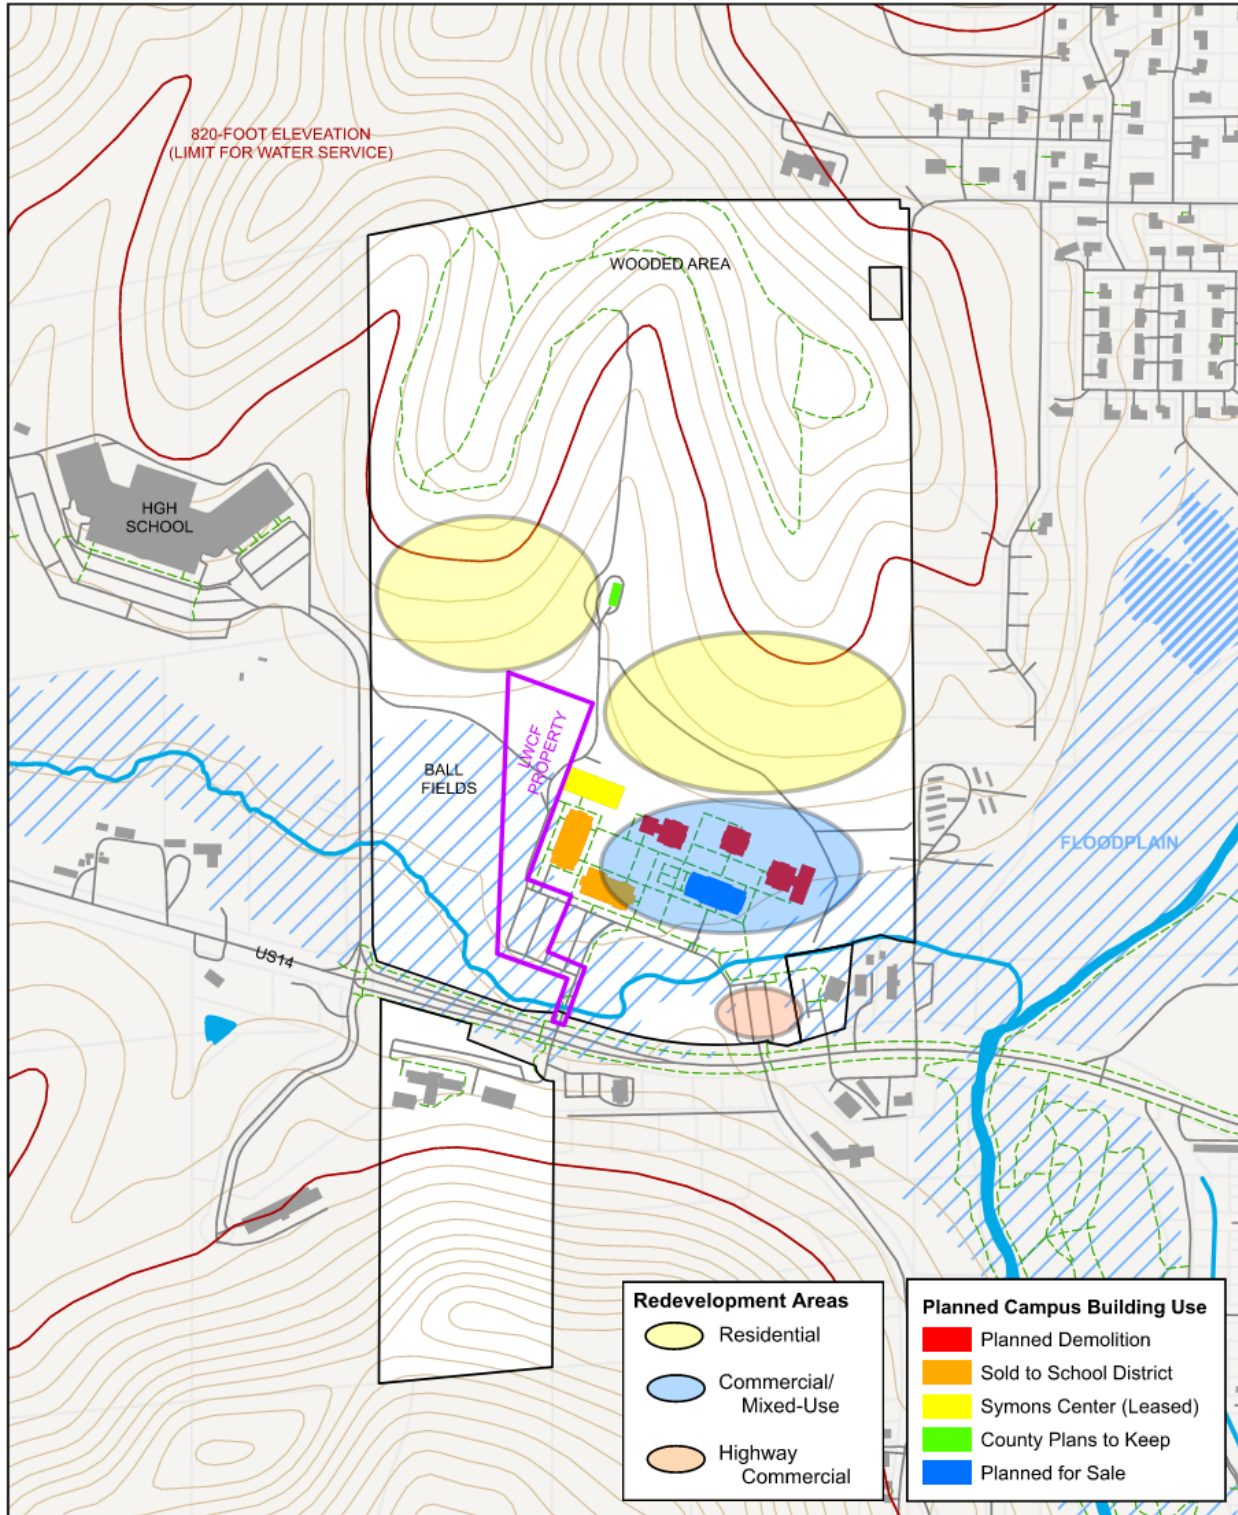 820-FOOT ELEVEATION
(LIMIT FOR WATER SERVICE)
WOODED AREA
HGH
SCHOOL
LWCF
PROPERTY
BALL
FIELDS
FLOODPLAIN
US14
Redevelopment Areas
Residential
Commercial/
Mixed-Use
Highway
Commercial
Planned Campus Building Use
Planned Demolition
Sold to School District
Symons Center (Leased)
County Plans to Keep
Planned for Sale